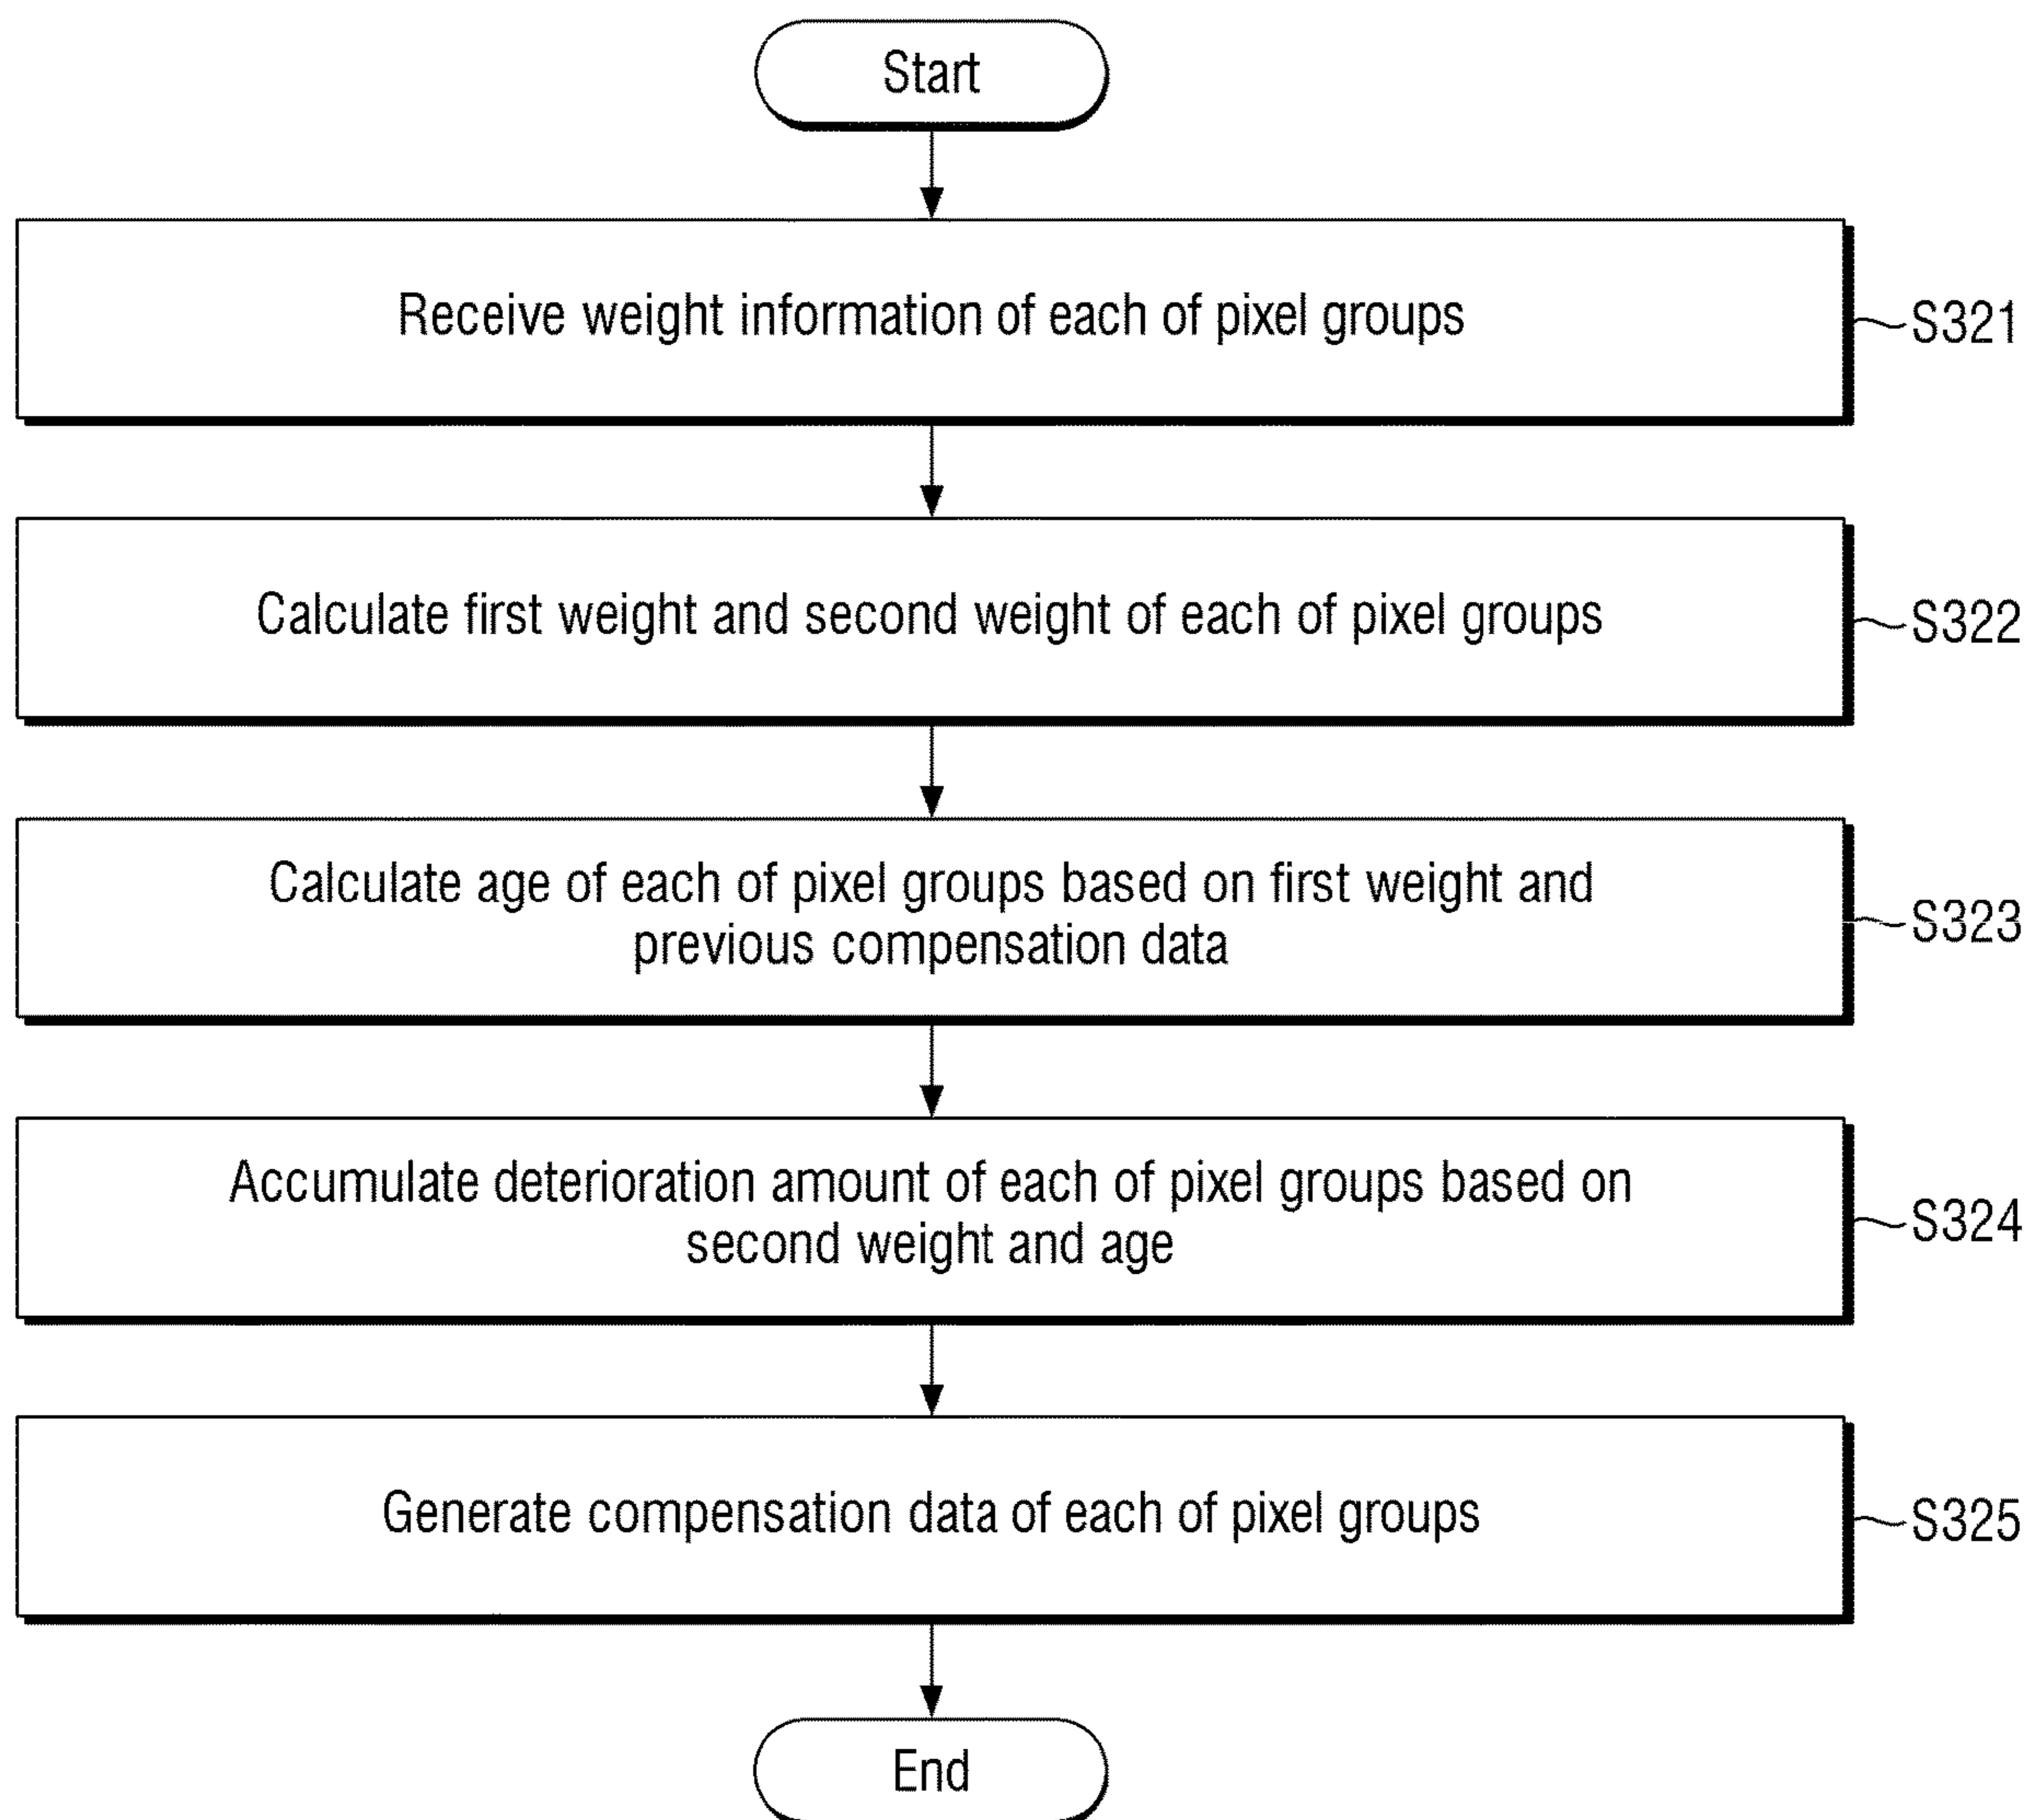 Start
Receive weight information of each of pixel groups
S321
Calculate first weight and second weight of each of pixel groups
S322
Calculate age of each of pixel groups based on first weight and
previous compensation data
S323
Accumulate deterioration amount of each of pixel groups based on
second weight and age
S324
Generate compensation data of each of pixel groups
S325
End